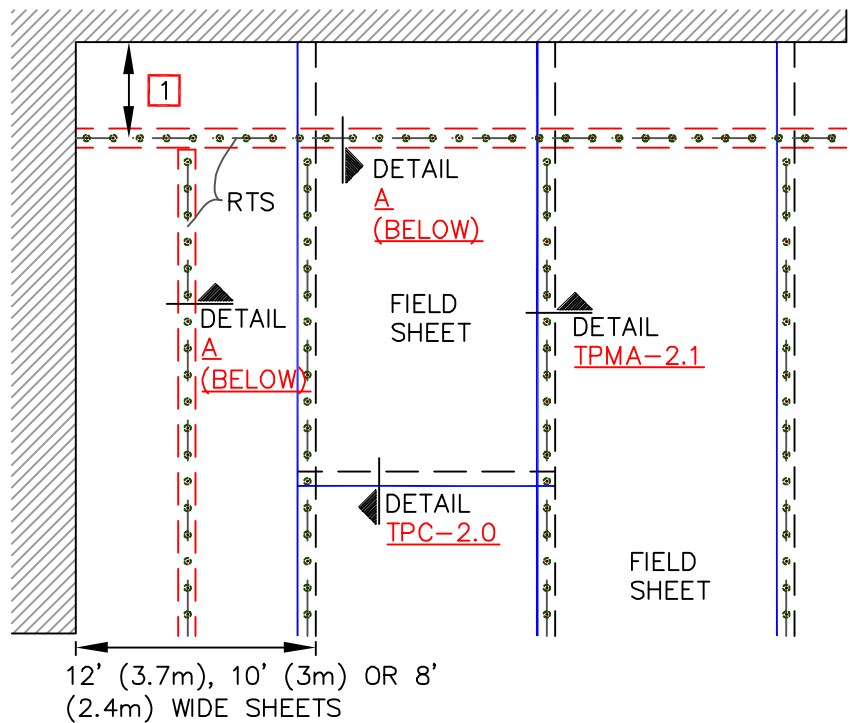 1
DETAIL
A
(BELOW)
RTS
FIELD
SHEET
DETAIL
A
(BELOW)
DETAIL
TPMA-2.1
DETAIL
TPC-2.0
FIELD
SHEET
12' (3.7m), 10' (3m) OR 8'
(2.4m) WIDE SHEETS